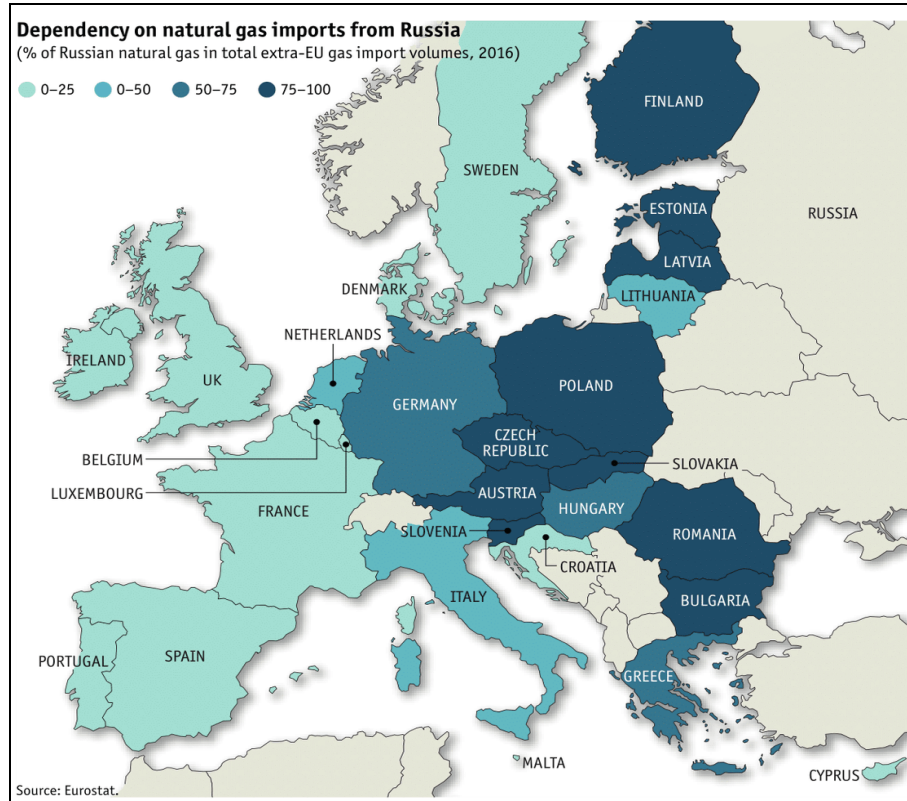 Dependency on natural gas imports from Russia
(% of Russian natural gas in total extra-EU gas import volumes, 2016)
0–25 0–50 50–75 75–100
FINLAND
SWEDEN
ESTONIA
RUSSIA
LATVIA
DENMARK
LITHUANIA
NETHERLANDS
IRELAND
UK
POLAND
GERMANY
CZECH
REPUBLIC
BELGIUM
SLOVAKIA
LUXEMBOURG
AUSTRIA
FRANCE
HUNGARY
SLOVENIA
ROMANIA
CROATIA
ITALY
BULGARIA
PORTUGAL
SPAIN
GREECE
MALTA
CYPRUS
Source: Eurostat.